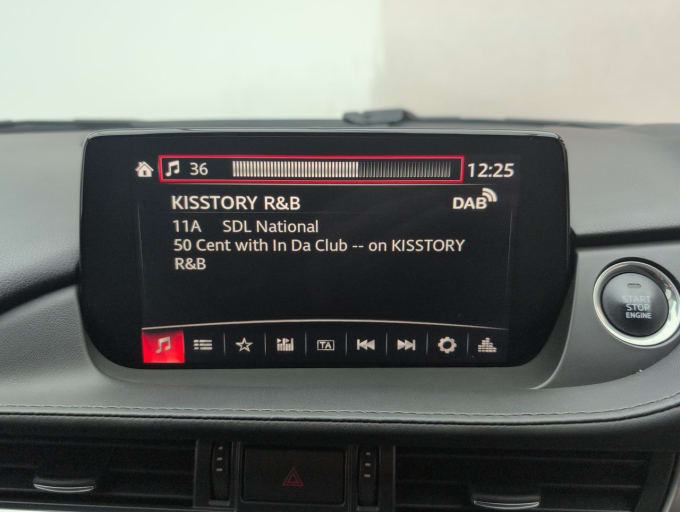 36 12:25
KISSTORY R&B DAB
11A SDL National
50 Cent with In Da Club -- on KISSTORY
R&B
TA
START
STOP
ENGINE